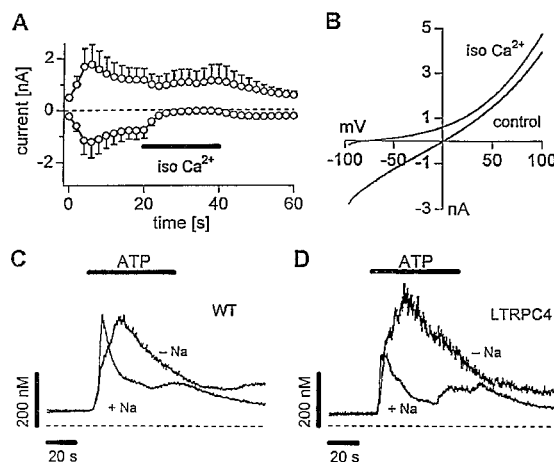 A
current [nA]
2
0
-2
iso Ca2+
0
20
40
60
time [s]
B
5
3
1
-3
iso Ca2+
control
mV
-100
-50
50
100
nA
C
ATP
WT
– Na
+ Na
200 nM
20 s
D
ATP
LTRPC4
– Na
+ Na
200 nM
20 s